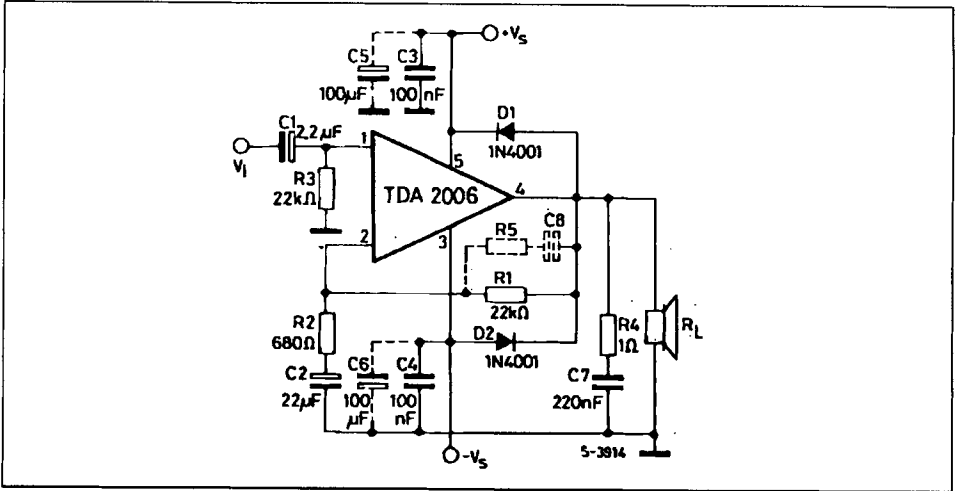 +Vs
C5
100µF
C3
100 nF
C1
2.2µF
VI
R3
22kΩ
1
2
3
4
5
TDA 2006
D1
1N4001
R5
C8
R1
22kΩ
R2
680Ω
C2
22µF
C6
100
µF
C4
100
nF
D2
1N4001
R4
1Ω
C7
220nF
RL
S-3914
-Vs